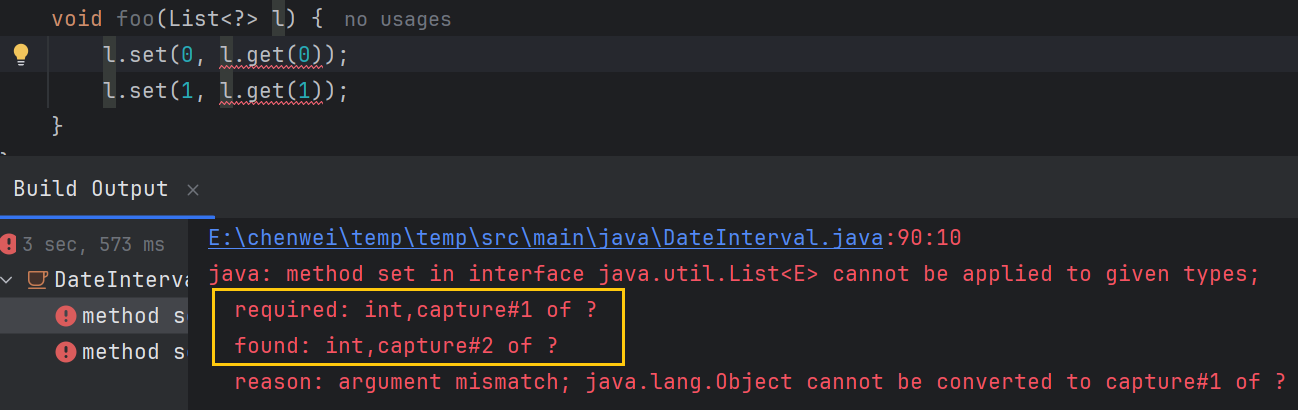 void foo(List<?> l) { no usages
l.set(0, l.get(0));
l.set(1, l.get(1));
}
Build Output ×
3 sec, 573 ms
DateInterva
method s
method s
E:\chenwei\temp\temp\src\main\java\DateInterval.java:90:10
java: method set in interface java.util.List<E> cannot be applied to given types;
required: int,capture#1 of ?
found: int,capture#2 of ?
reason: argument mismatch; java.lang.Object cannot be converted to capture#1 of ?